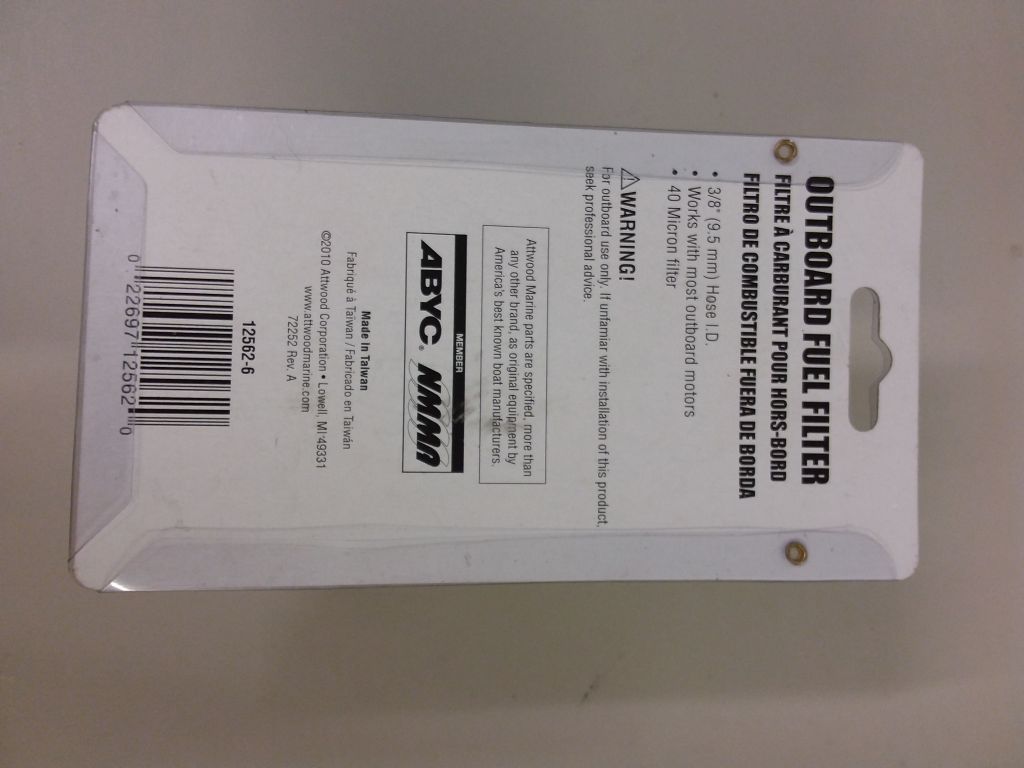 OUTBOARD FUEL FILTER
FILTRE À CARBURANT POUR HORS-BORD
FILTRO DE COMBUSTIBLE FUERA DE BORDA
• 3/8" (9.5 mm) Hose I.D.
• Works with most outboard motors
• 40 Micron filter
⚠WARNING!
For outboard use only. If unfamiar with installation of this product,
seek professional advice.
Attwood Marine parts are specified, more than
any other brand, as orginal equipment by
America's best known boat manufacturers.
MEMBER
ABYC. NMMA
Made in Taiwan
Fabriqué à Taiwan / Fabricado en Taiwán
©2010 Attwood Corporation • Lowell, MI 49331
www.attwoodmarine.com
72252 Rev. A
12562-6
0 22697 12562 0